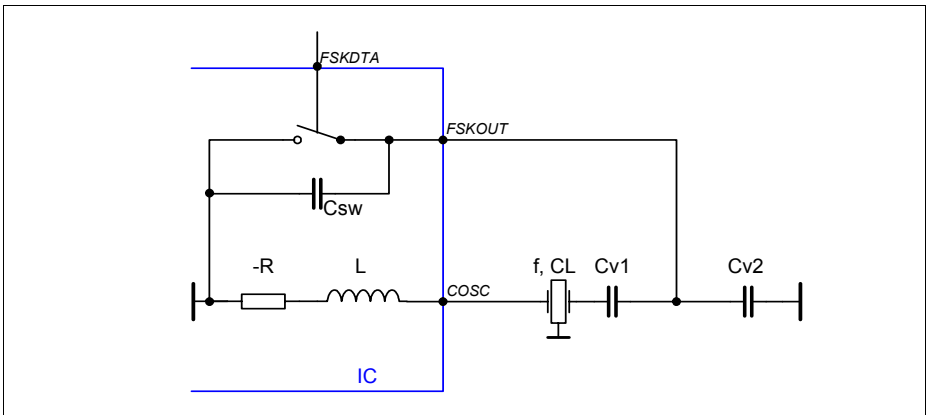 FSKDTA
FSKOUT
Csw
-R L f, CL Cv1 Cv2
COSC
IC